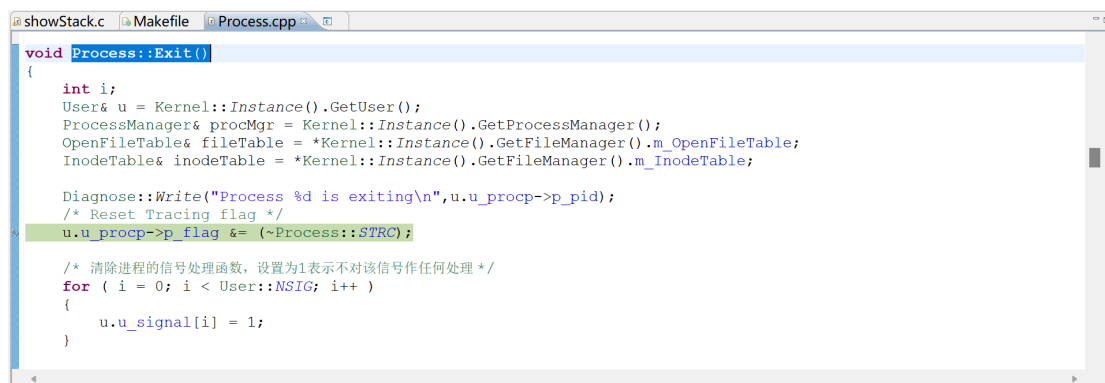 showStack.c Makefile Process.cpp
void Process::Exit()
{
int i;
User& u = Kernel::Instance().GetUser();
ProcessManager& procMgr = Kernel::Instance().GetProcessManager();
OpenFileTable& fileTable = *Kernel::Instance().GetFileManager().m_OpenFileTable;
InodeTable& inodeTable = *Kernel::Instance().GetFileManager().m_InodeTable;
Diagnose::Write("Process %d is exiting\n",u.u_procp->p_pid);
/* Reset Tracing flag */
u.u_procp->p_flag &= (~Process::STRC);
/* 清除进程的信号处理函数，设置为1表示不对该信号作任何处理 */
for ( i = 0; i < User::NSIG; i++ )
{
u.u_signal[i] = 1;
}